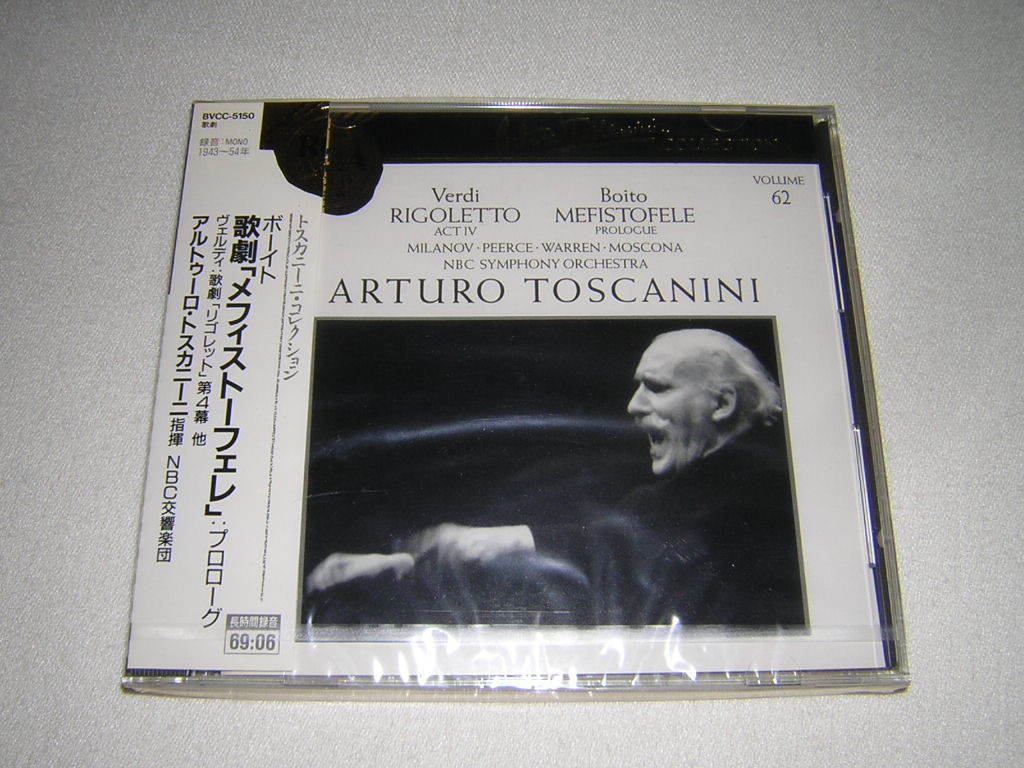 BVCC-5150
歌劇
録音:MONO
1943〜54年
トスカニーニ・コレクション
ボーイト
歌劇「メフィストーフェレ」:プロローグ
ヴェルディ:歌劇「リゴレット」第4幕 他
アルトゥーロ・トスカニーニ指揮 NBC交響楽団
長時間録音
69:06
COLLECTION
VOLUME
62
Verdi
RIGOLETTO
ACT IV
Boito
MEFISTOFELE
PROLOGUE
MILANOV · PEERCE · WARREN · MOSCONA
NBC SYMPHONY ORCHESTRA
ARTURO TOSCANINI